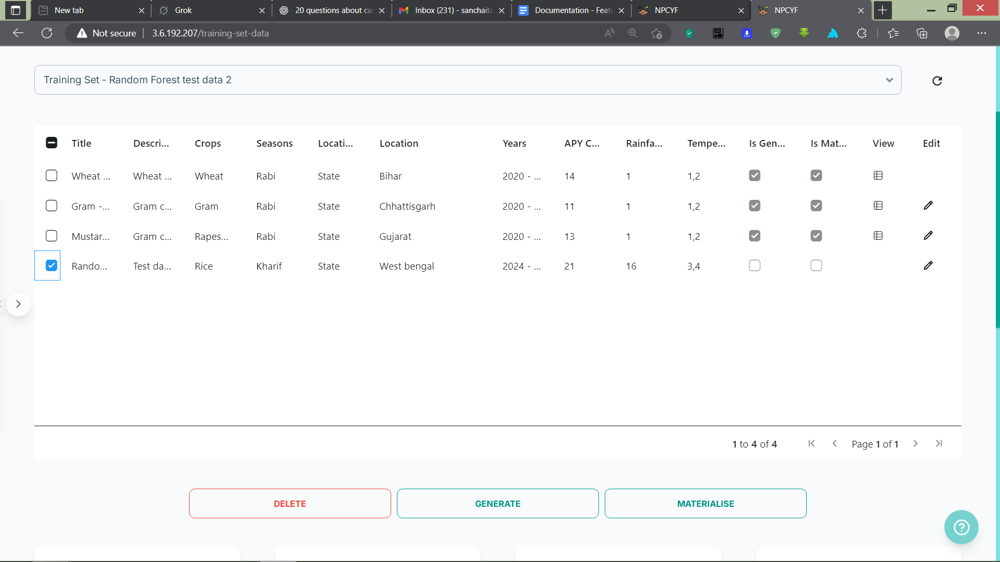 New tab
Grok
20 questions about ca
Inbox (231) - sanchaita
Documentation - Feat
NPCYF
NPCYF
Not secure
3.6.192.207/training-set-data
Training Set - Random Forest test data 2
Title Descri... Crops Seasons Locati... Location Years APY C... Rainfa... Tempe... Is Gen... Is Mat... View Edit
Wheat ... Wheat ... Wheat Rabi State Bihar 2020 - ... 14 1 1,2
Gram -... Gram c... Gram Rabi State Chhattisgarh 2020 - ... 11 1 1,2
Mustar... Gram c... Rapes... Rabi State Gujarat 2020 - ... 13 1 1,2
Rando... Test da... Rice Kharif State West bengal 2024 - ... 21 16 3,4
1 to 4 of 4 Page 1 of 1
DELETE GENERATE MATERIALISE